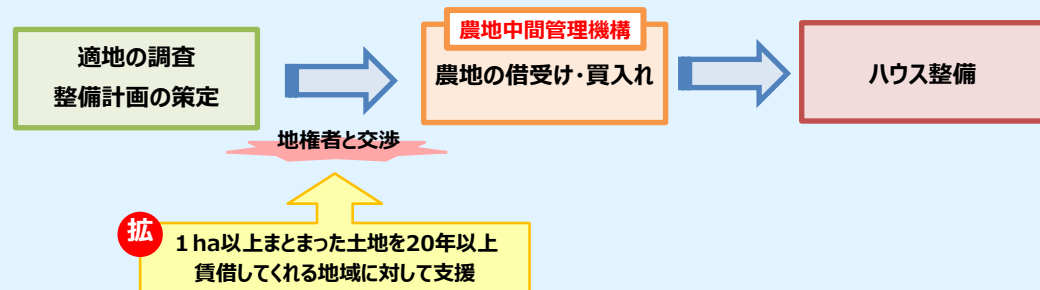 適地の調査
整備計画の策定
地権者と交渉
農地中間管理機構
農地の借受け・買入れ
ハウス整備
拡
1ha以上まとまった土地を20年以上
賃借してくれる地域に対して支援